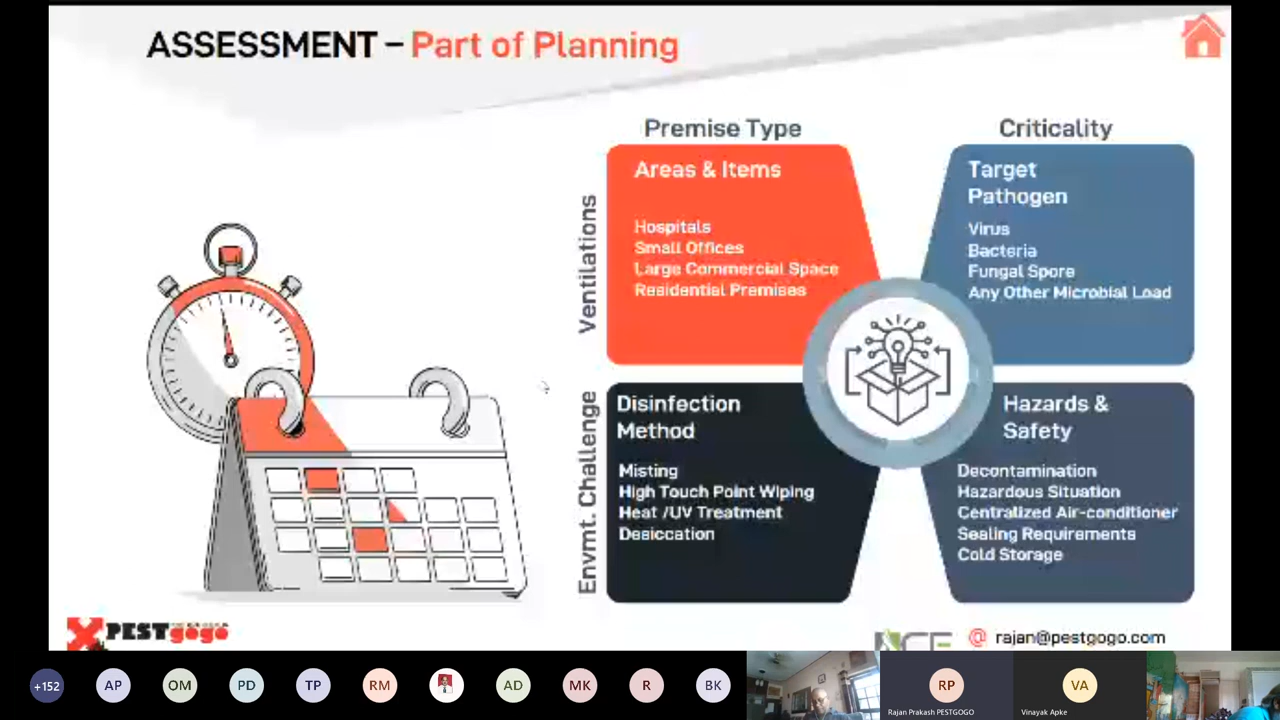 ASSESSMENT – Part of Planning
Premise Type
Criticality
Ventilations
Areas & Items
Hospitals
Small Offices
Large Commercial Space
Residential Premises
Target
Pathogen
Virus
Bacteria
Fungal Spore
Any Other Microbial Load
Envmt. Challenge
Disinfection
Method
Misting
High Touch Point Wiping
Heat /UV Treatment
Desiccation
Hazards &
Safety
Decontamination
Hazardous Situation
Centralized Air-conditioner
Sealing Requirements
Cold Storage
PESTgogo
@ rajan@pestgogo.com
+152
AP
OM
PD
TP
RM
AD
MK
R
BK
RP
VA
Rajan Prakash PESTGOGO
Vinayak Apke